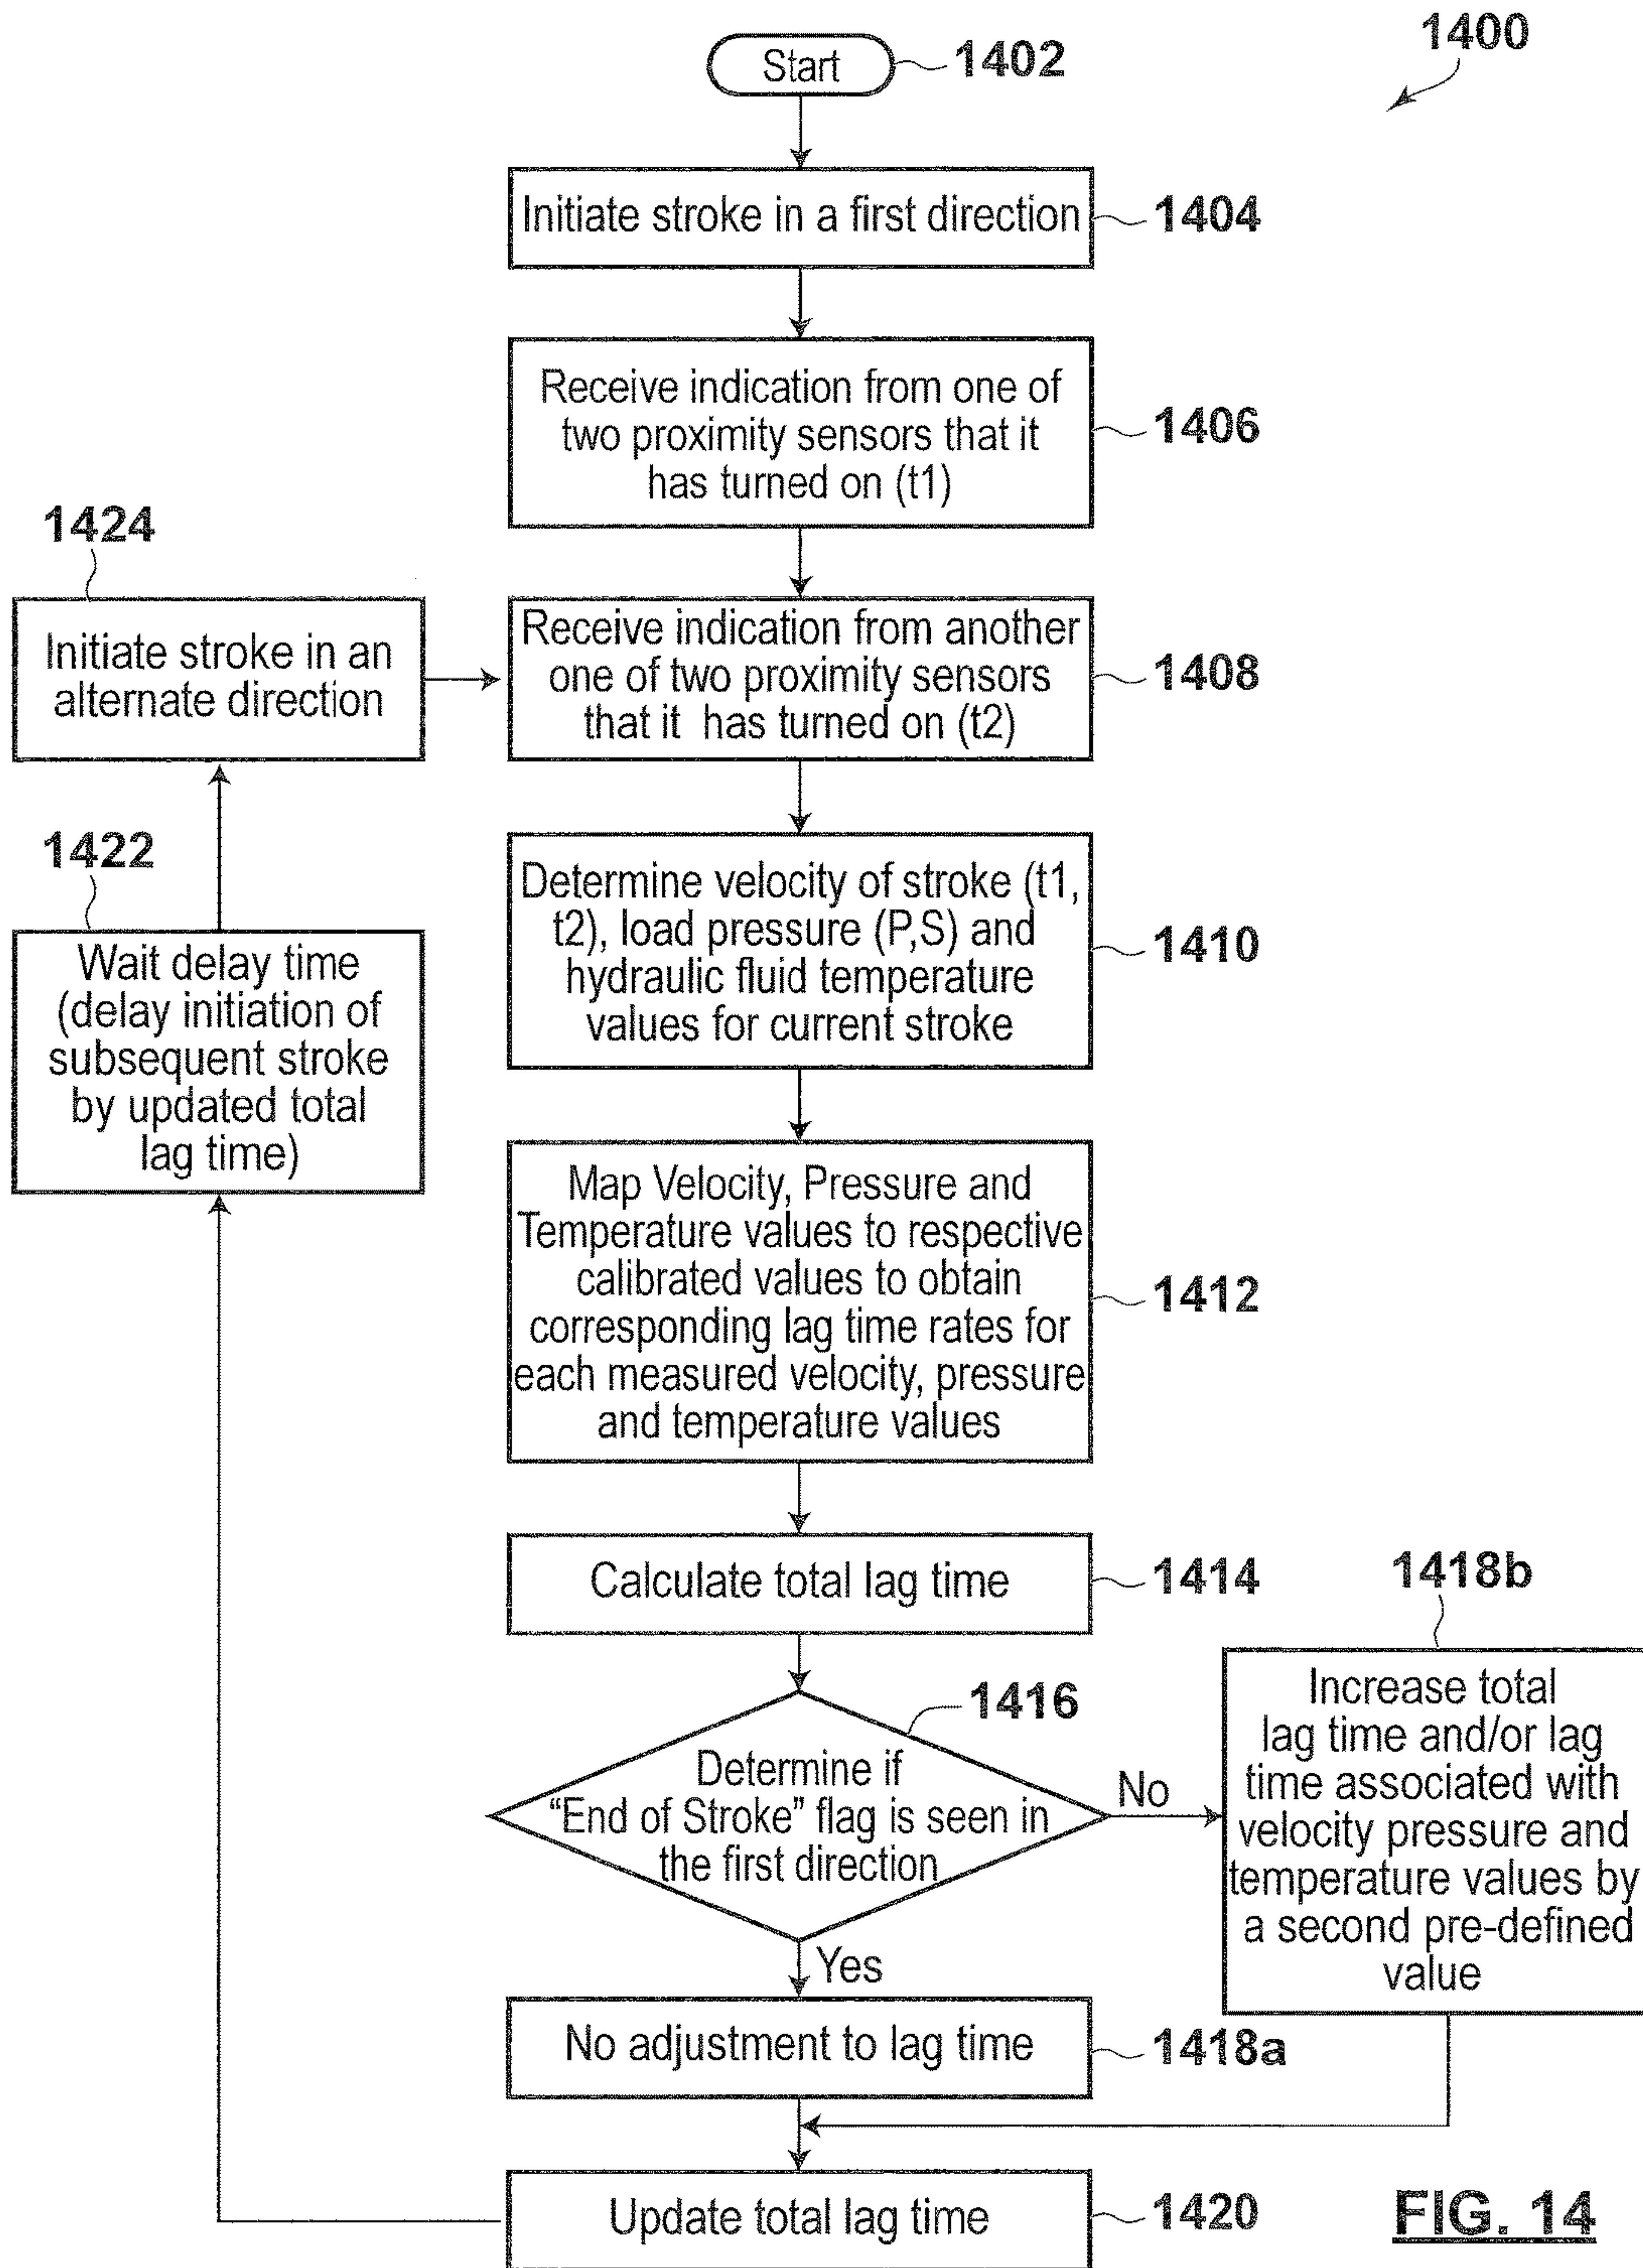 1400
Start
1402
Initiate stroke in a first direction
1404
Receive indication from one of
two proximity sensors that it
has turned on (t1)
1406
1424
Initiate stroke in an
alternate direction
Receive indication from another
one of two proximity sensors
that it has turned on (t2)
1408
1422
Wait delay time
(delay initiation of
subsequent stroke
by updated total
lag time)
Determine velocity of stroke (t1,
t2), load pressure (P,S) and
hydraulic fluid temperature
values for current stroke
1410
Map Velocity, Pressure and
Temperature values to respective
calibrated values to obtain
corresponding lag time rates for
each measured velocity, pressure
and temperature values
1412
Calculate total lag time
1414
1416
Determine if
“End of Stroke” flag is seen in
the first direction
No
Yes
1418b
Increase total
lag time and/or lag
time associated with
velocity pressure and
temperature values by
a second pre-defined
value
No adjustment to lag time
1418a
Update total lag time
1420
FIG. 14